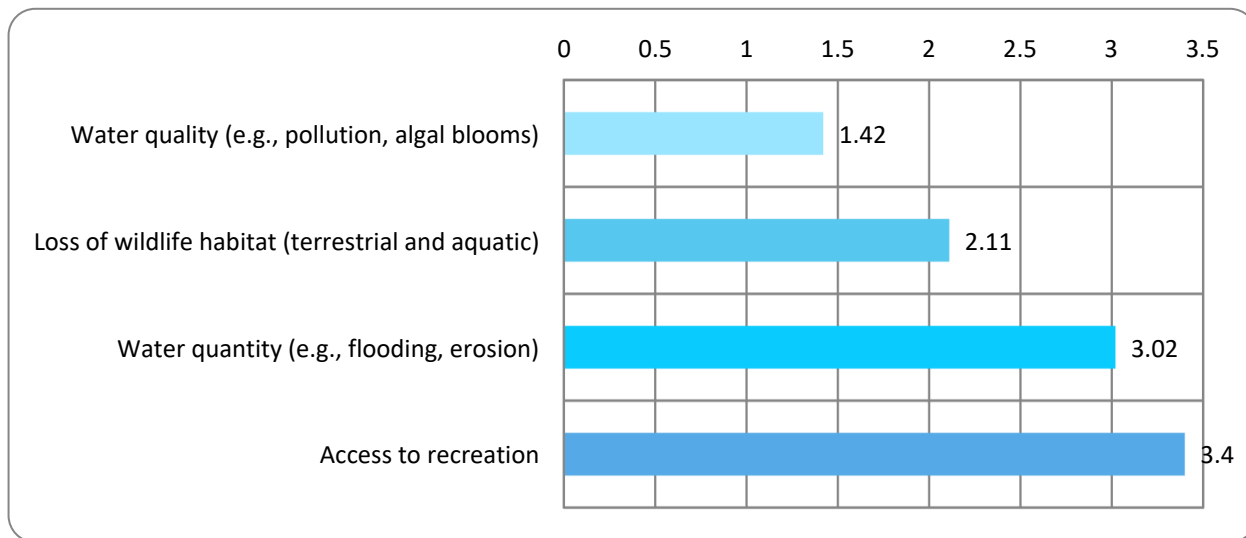 0 0.5 1 1.5 2 2.5 3 3.5
Water quality (e.g., pollution, algal blooms) 1.42
Loss of wildlife habitat (terrestrial and aquatic) 2.11
Water quantity (e.g., flooding, erosion) 3.02
Access to recreation 3.4